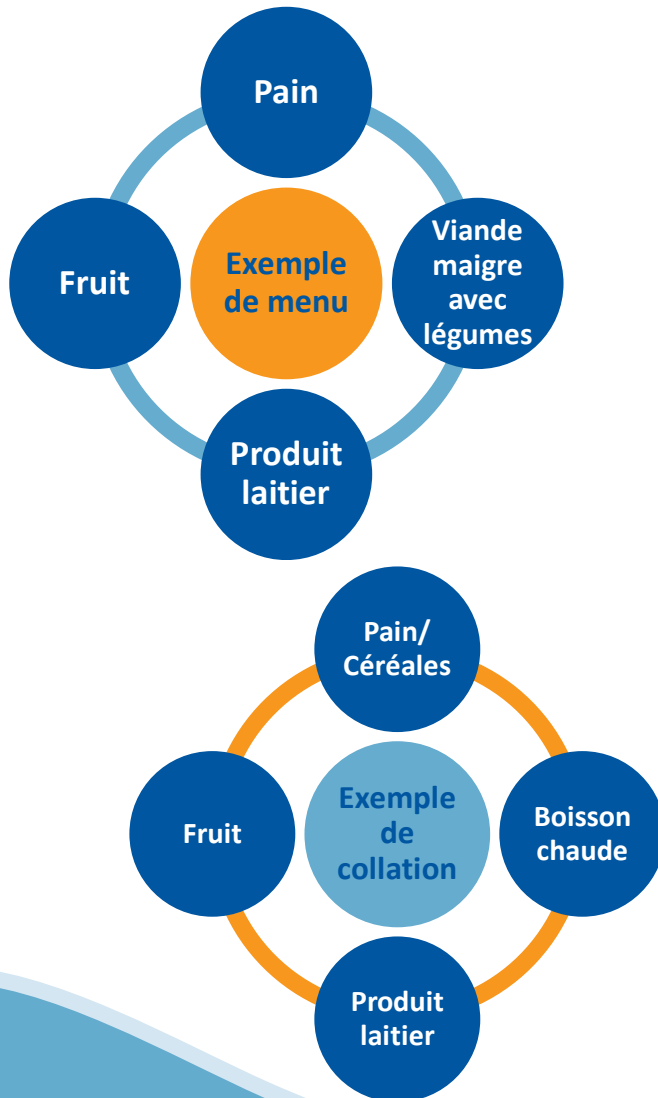 Pain
Fruit
Exemple
de menu
Viande
maigre
avec
légumes
Produit
laitier
Pain/
Céréales
Fruit
Exemple
de
collation
Boisson
chaude
Produit
laitier